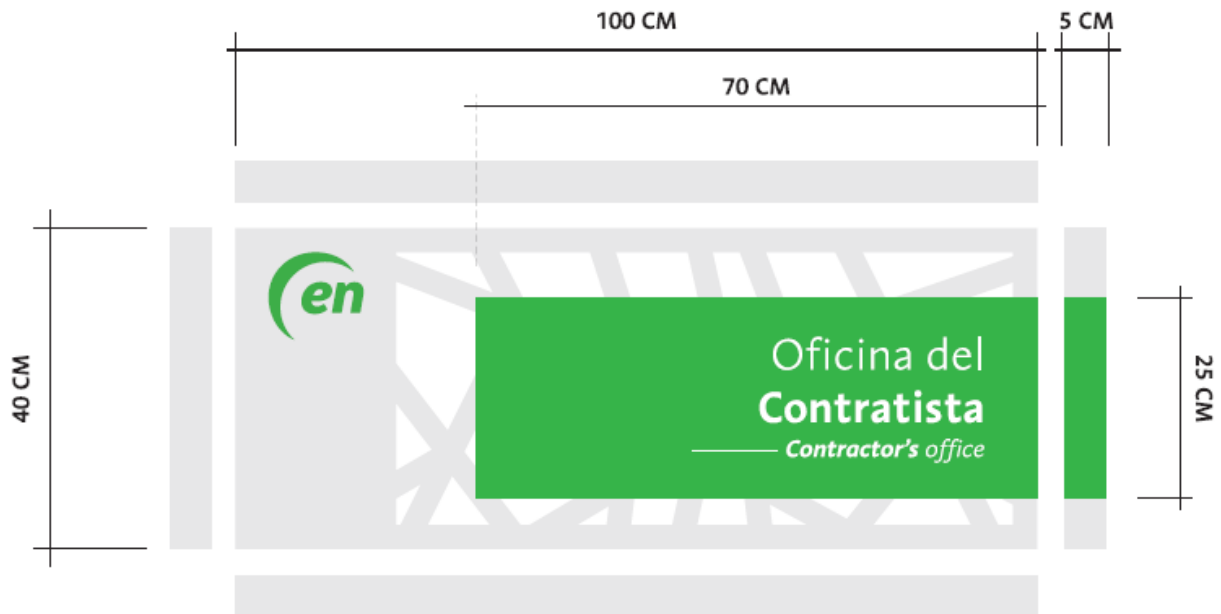 100 CM
5 CM
70 CM
en
40 CM
Oficina del
Contratista
Contractor's office
25 CM